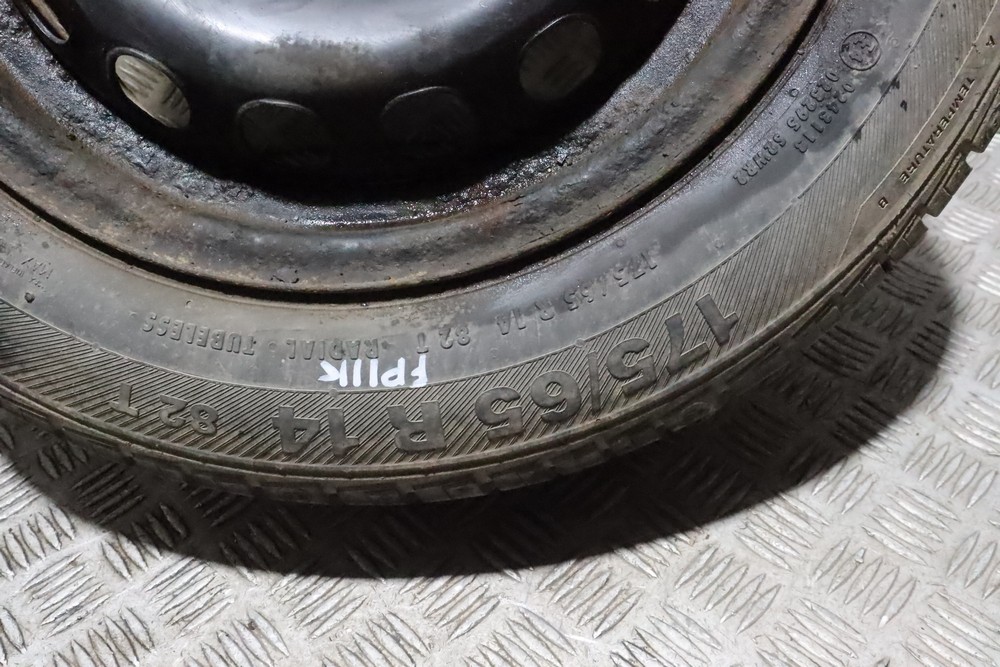 175/65 R 14 82 T
175/65 R 14 82 T RADIAL · TUBELESS
FP11K
TEMPERATURE B